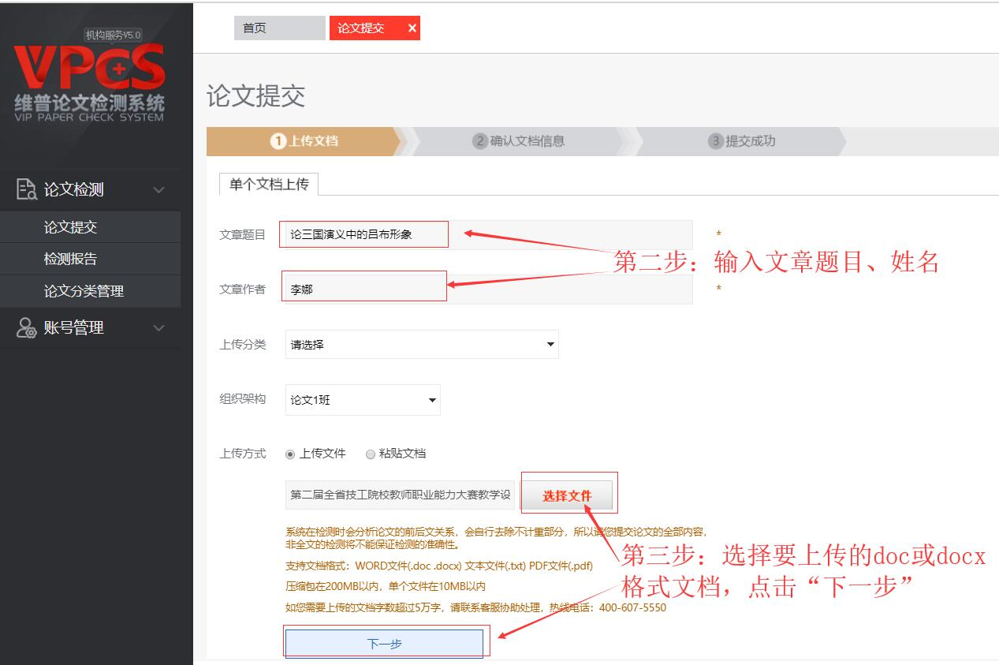 机构服务V5.0
VPCS
维普论文检测系统
VIP PAPER CHECK SYSTEM
首页
论文提交 ×
论文提交
1 上传文档
2 确认文档信息
3 提交成功
论文检测
论文提交
检测报告
论文分类管理
账号管理
单个文档上传
文章题目 论三国演义中的吕布形象 *
第二步：输入文章题目、姓名
文章作者 李娜 *
上传分类 请选择
组织架构 论文1班
上传方式 上传文件 粘贴文档
第二届全省技工院校教师职业能力大赛教学设 选择文件
系统在检测时会分析论文的前后文关系，会自行去除不计重部分，所以请您提交论文的全部内容，
非全文的检测将不能保证检测的准确性。
支持文档格式：WORD文件(.doc .docx) 文本文件(.txt) PDF文件(.pdf)
压缩包在200MB以内，单个文件在10MB以内
如您需要上传的文档字数超过5万字，请联系客服协助处理，热线电话：400-607-5550
第三步：选择要上传的doc或docx
格式文档，点击“下一步”
下一步